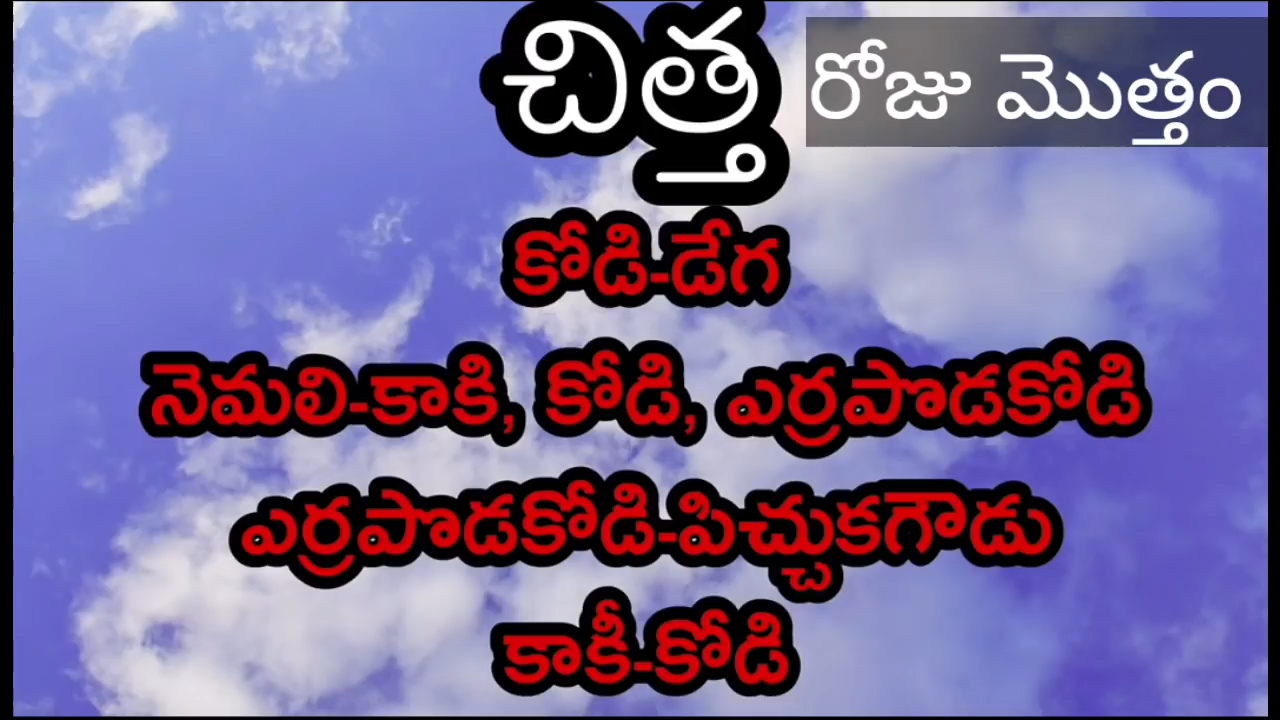 చిత్త
రోజు మొత్తం
కోడి-డేగ
నెమలి-కాకి, కోడి, ఎర్రపొడకోడి
ఎర్రపొడకోడి-పిచ్చుకగౌడు
కాకీ-కోడి